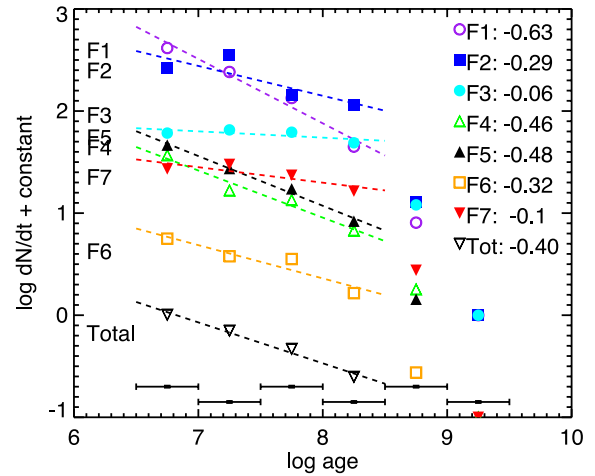 3
F1
F2
2
F3
F5
F4
F7
1
F6
0
Total
-1
6
7
8
9
10
log age
log dN/dt + constant
F1: -0.63
F2: -0.29
F3: -0.06
F4: -0.46
F5: -0.48
F6: -0.32
F7: -0.1
Tot: -0.40